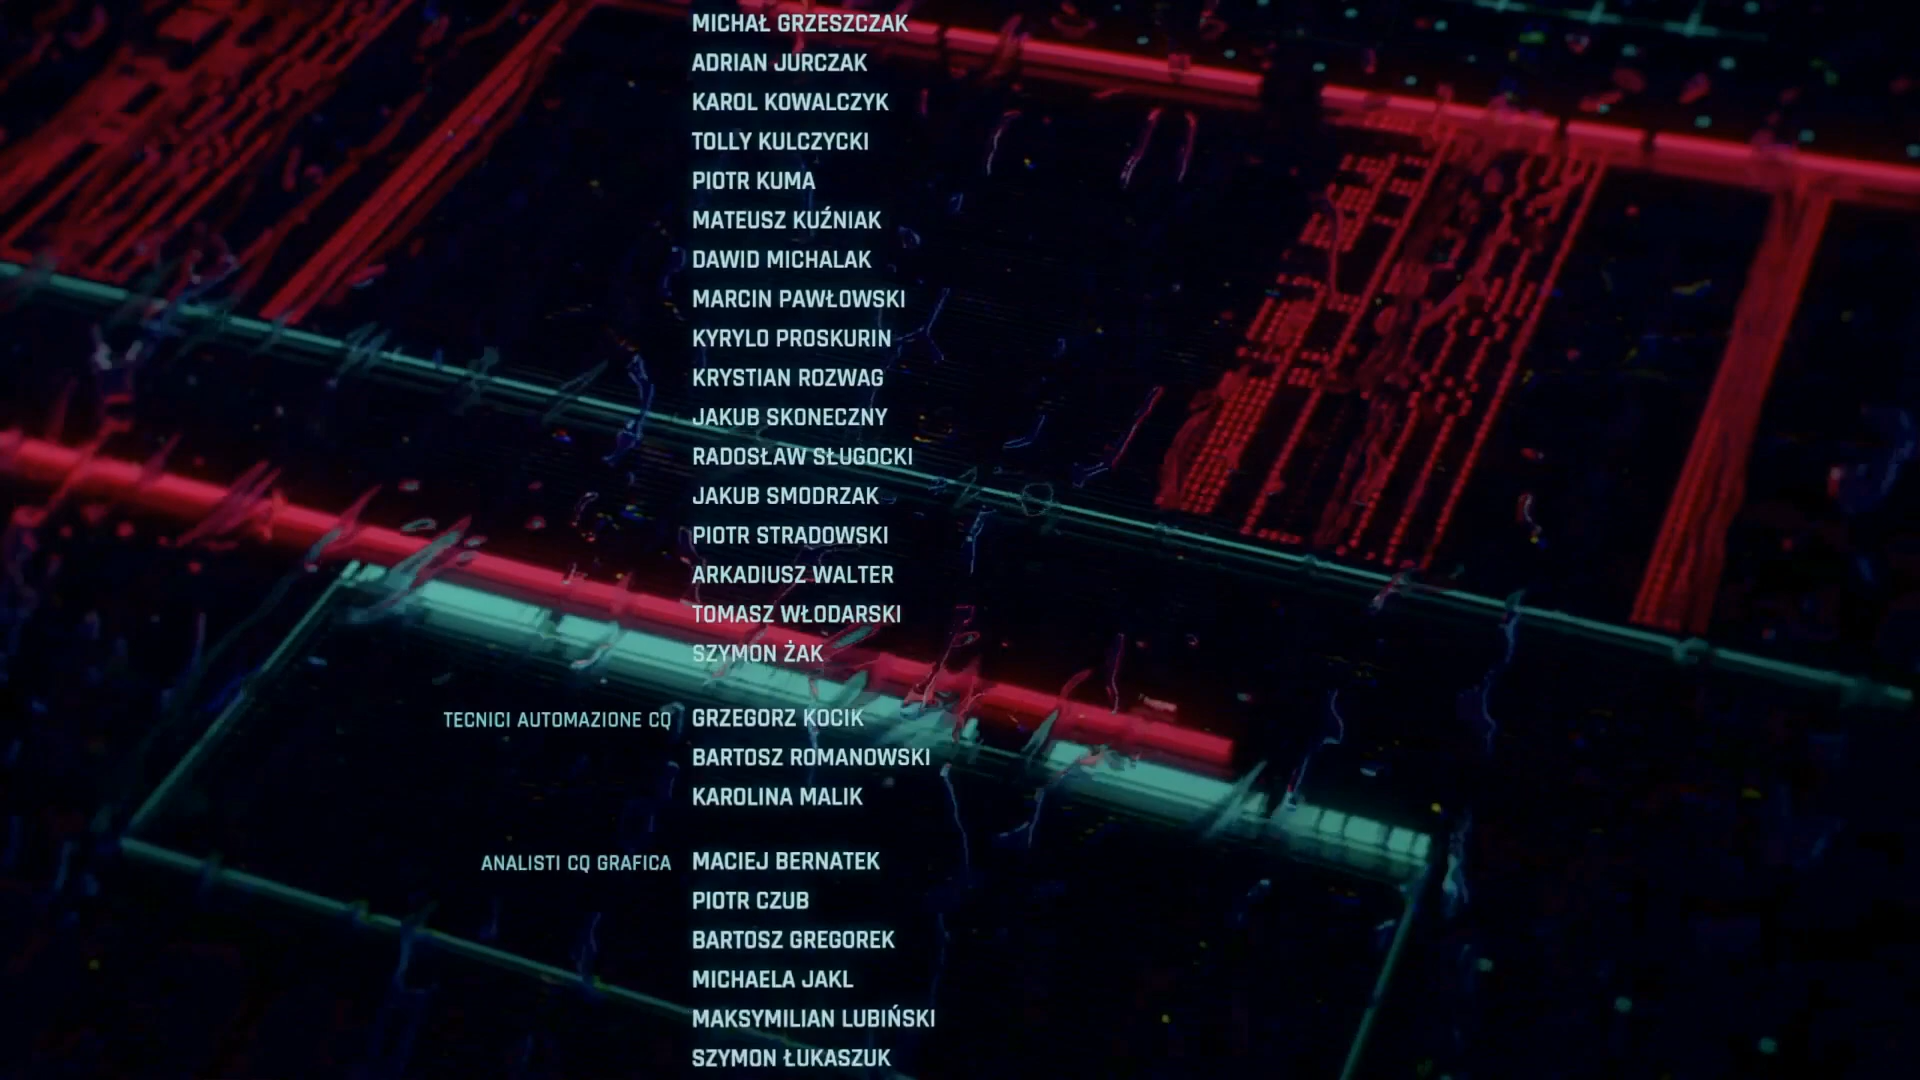 MICHAŁ GRZESZCZAK
ADRIAN JURCZAK
KAROL KOWALCZYK
TOLLY KULCZYCKI
PIOTR KUMA
MATEUSZ KUŹNIAK
DAWID MICHALAK
MARCIN PAWŁOWSKI
KYRYLO PROSKURIN
KRYSTIAN ROZWAG
JAKUB SKONECZNY
RADOSŁAW SŁUGOCKI
JAKUB SMODRZAK
PIOTR STRADOWSKI
ARKADIUSZ WALTER
TOMASZ WŁODARSKI
SZYMON ŻAK
TECNICI AUTOMAZIONE CQ GRZEGORZ KOCIK
BARTOSZ ROMANOWSKI
KAROLINA MALIK
ANALISTI CQ GRAFICA MACIEJ BERNATEK
PIOTR CZUB
BARTOSZ GREGOREK
MICHAELA JAKL
MAKSYMILIAN LUBIŃSKI
SZYMON ŁUKASZUK